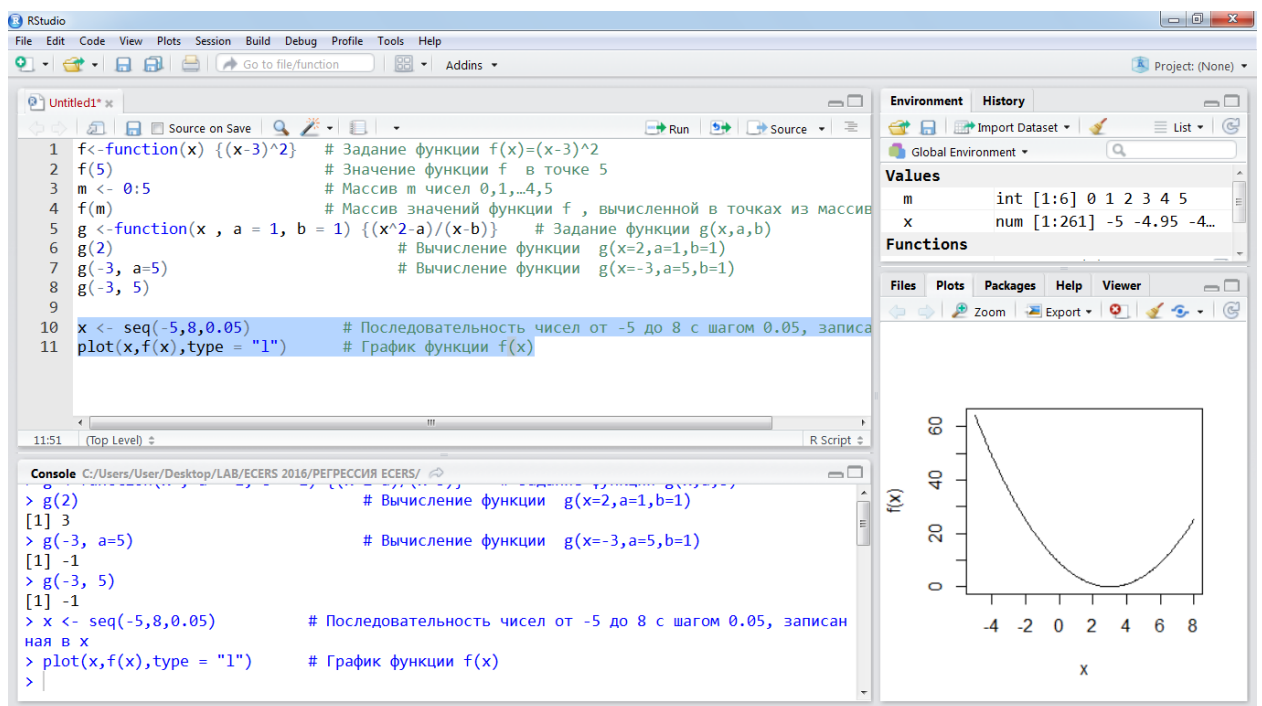 RStudio
File Edit Code View Plots Session Build Debug Profile Tools Help
Go to file/function Addins Project: (None)
Untitled1*
Source on Save Run Source
1 f<-function(x) {(x-3)^2} # Задание функции f(x)=(x-3)^2
2 f(5) # Значение функции f в точке 5
3 m <- 0:5 # Массив m чисел 0,1,…4,5
4 f(m) # Массив значений функции f , вычисленной в точках из массив
5 g <-function(x , a = 1, b = 1) {(x^2-a)/(x-b)} # Задание функции g(x,a,b)
6 g(2) # Вычисление функции g(x=2,a=1,b=1)
7 g(-3, a=5) # Вычисление функции g(x=-3,a=5,b=1)
8 g(-3, 5)
9
10 x <- seq(-5,8,0.05) # Последовательность чисел от -5 до 8 с шагом 0.05, записа
11 plot(x,f(x),type = "l") # График функции f(x)
11:51 (Top Level) R Script
Console C:/Users/User/Desktop/LAB/ECERS 2016/РЕГРЕССИЯ ECERS/
> g(2) # Вычисление функции g(x=2,a=1,b=1)
[1] 3
> g(-3, a=5) # Вычисление функции g(x=-3,a=5,b=1)
[1] -1
> g(-3, 5)
[1] -1
> x <- seq(-5,8,0.05) # Последовательность чисел от -5 до 8 с шагом 0.05, записан
ная в x
> plot(x,f(x),type = "l") # График функции f(x)
>
Environment History
Import Dataset List
Global Environment
Values
m int [1:6] 0 1 2 3 4 5
x num [1:261] -5 -4.95 -4…
Functions
Files Plots Packages Help Viewer
Zoom Export
f(x)
60
40
20
0
-4 -2 0 2 4 6 8
x